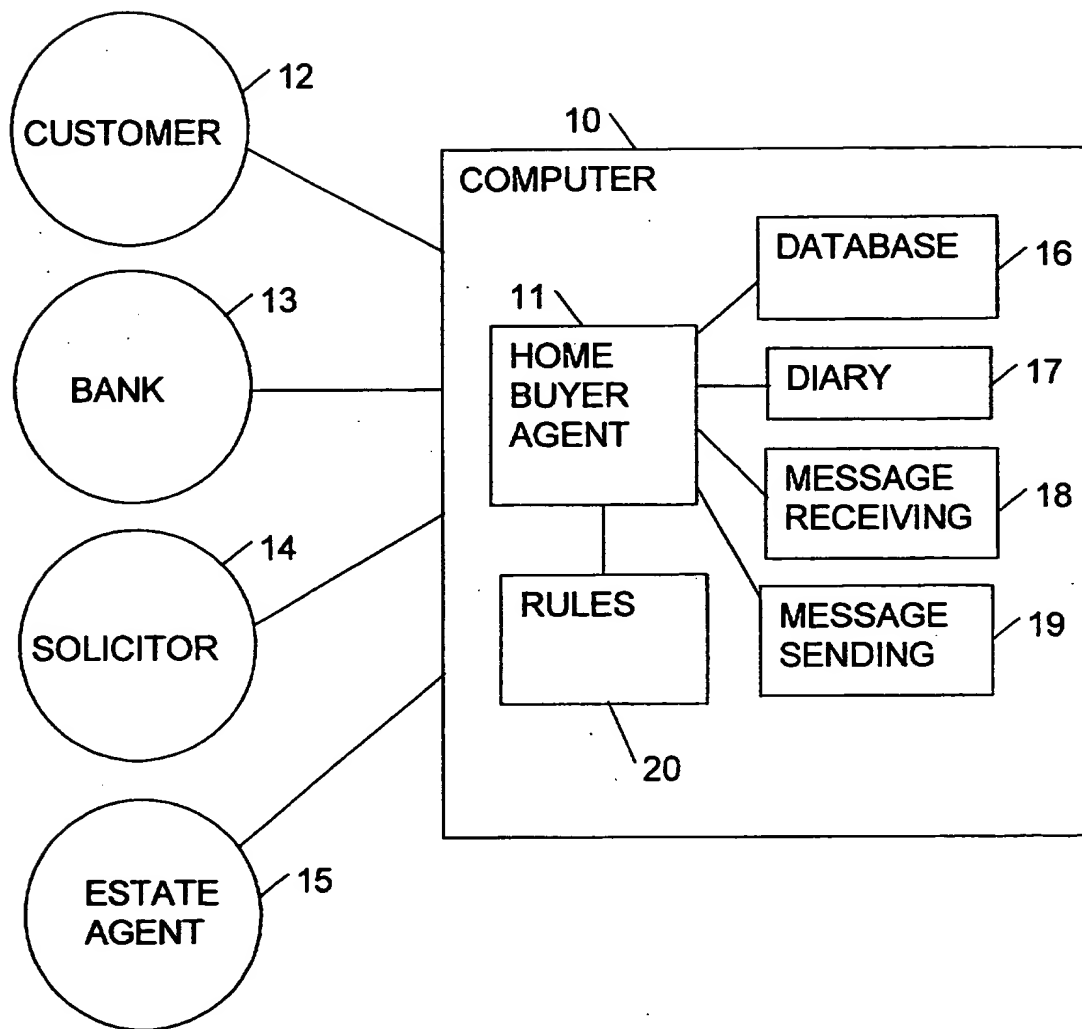 12
CUSTOMER
10
COMPUTER
DATABASE
16
13
11
BANK
HOME
BUYER
AGENT
DIARY
17
MESSAGE
RECEIVING
18
14
SOLICITOR
RULES
MESSAGE
SENDING
19
20
ESTATE
AGENT
15